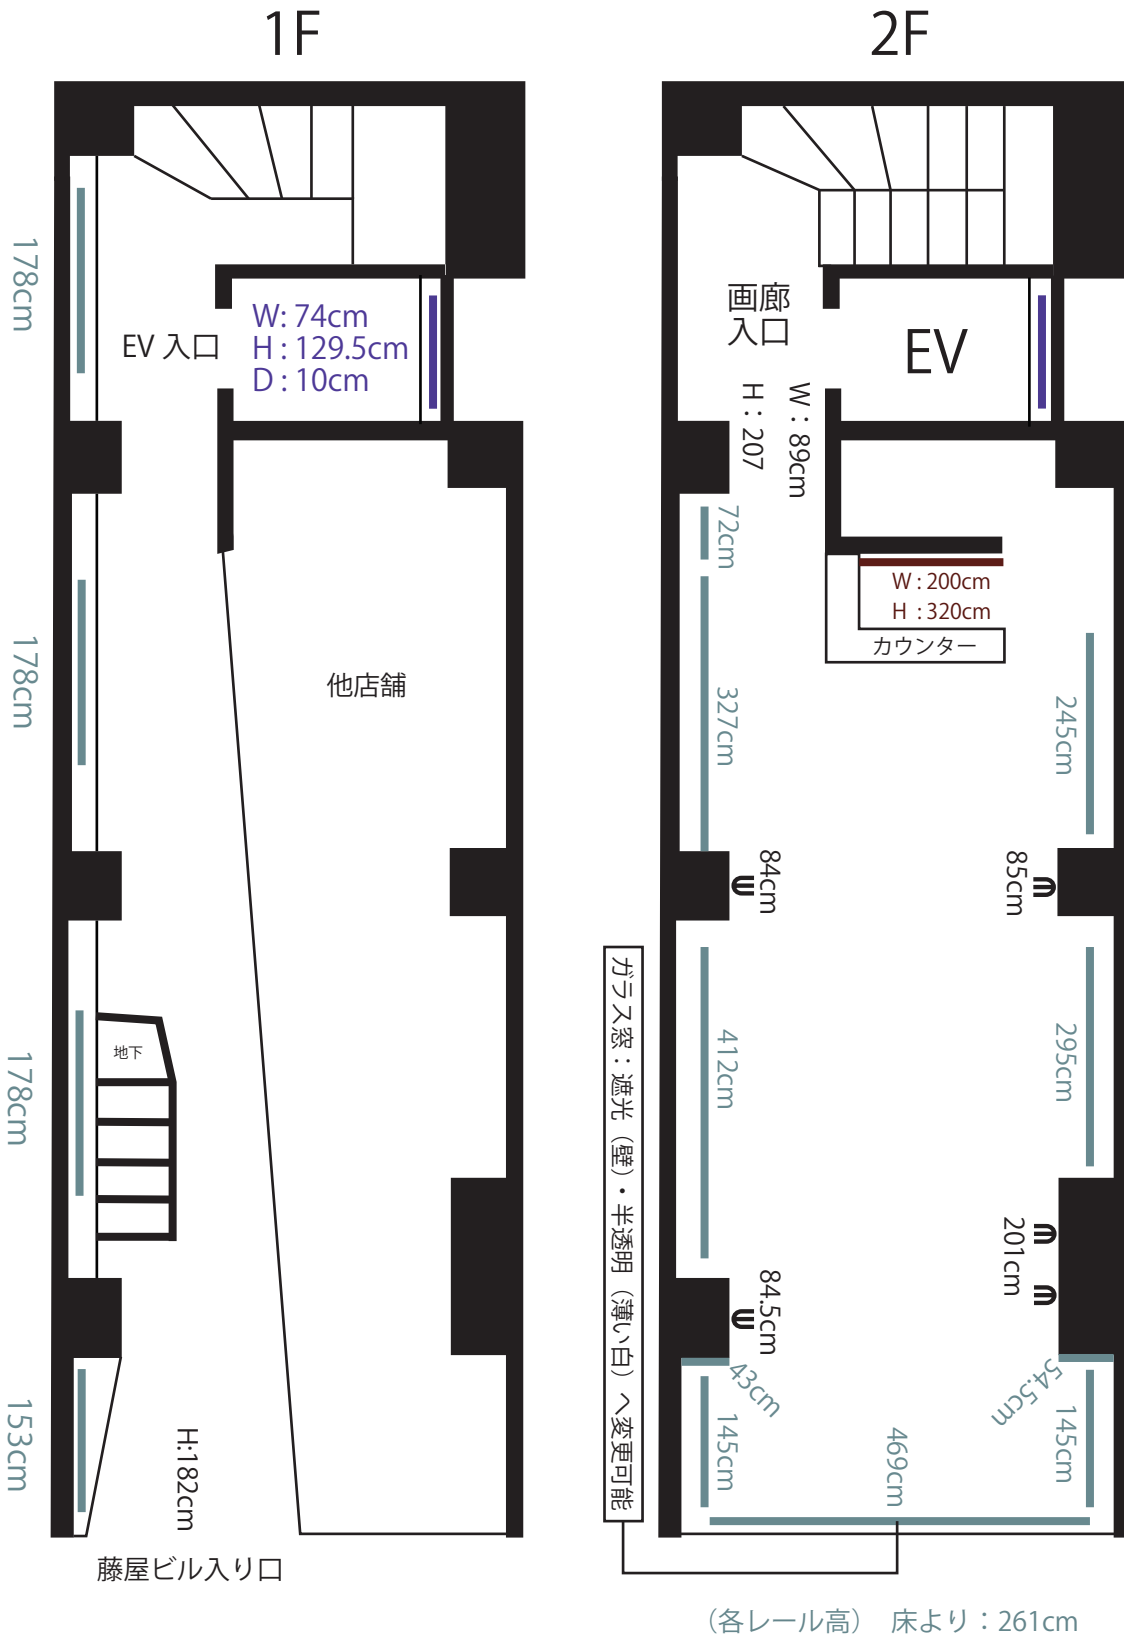 1F
178cm
EV 入口
W: 74cm
H : 129.5cm
D : 10cm
178cm
他店舗
178cm
地下
153cm
H:182cm
藤屋ビル入り口
2F
画廊
入口
EV
W : 89cm
H : 207
72cm
W : 200cm
H : 320cm
カウンター
327cm
245cm
84cm
85cm
ガラス窓:遮光(壁)・半透明(薄い白)へ変更可能
412cm
295cm
201cm
84.5cm
43cm
54.5cm
145cm
469cm
145cm
(各レール高) 床より:261cm